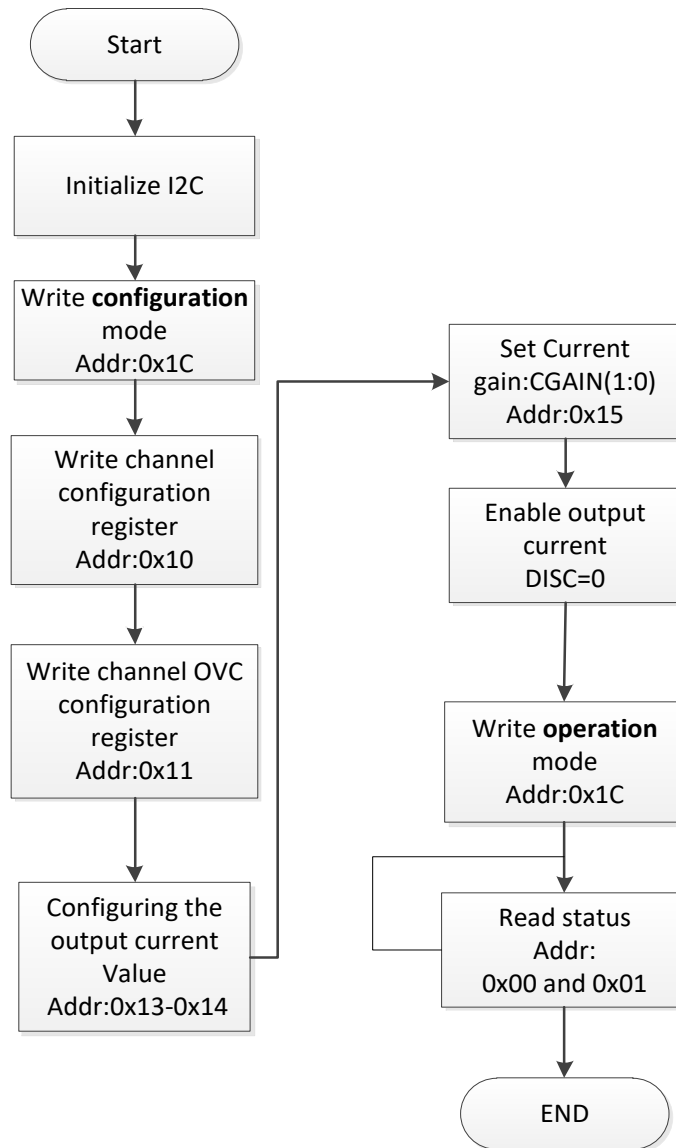 Start
Initialize I2C
Write configuration
mode
Addr:0x1C
Write channel
configuration
register
Addr:0x10
Write channel OVC
configuration
register
Addr:0x11
Configuring the
output current
Value
Addr:0x13-0x14
Set Current
gain:CGAIN(1:0)
Addr:0x15
Enable output
current
DISC=0
Write operation
mode
Addr:0x1C
Read status
Addr:
0x00 and 0x01
END